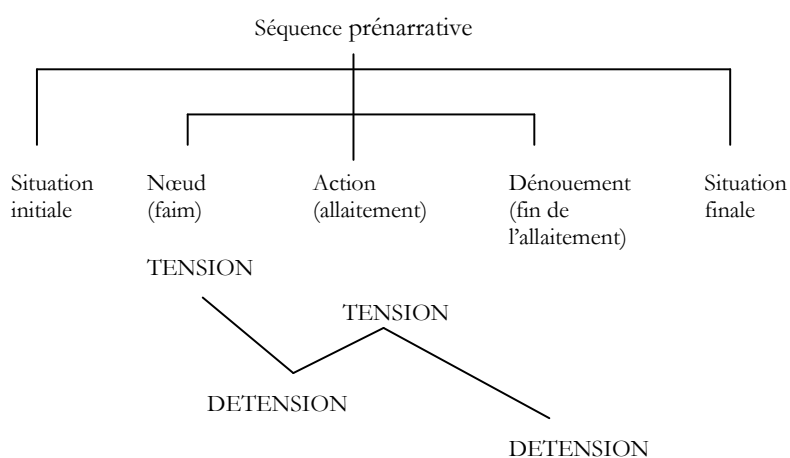 Séquence prénarrative
Situation
initiale
Nœud
(faim)
Action
(allaitement)
Dénouement
(fin de
l'allaitement)
Situation
finale
TENSION
TENSION
DETENSION
DETENSION